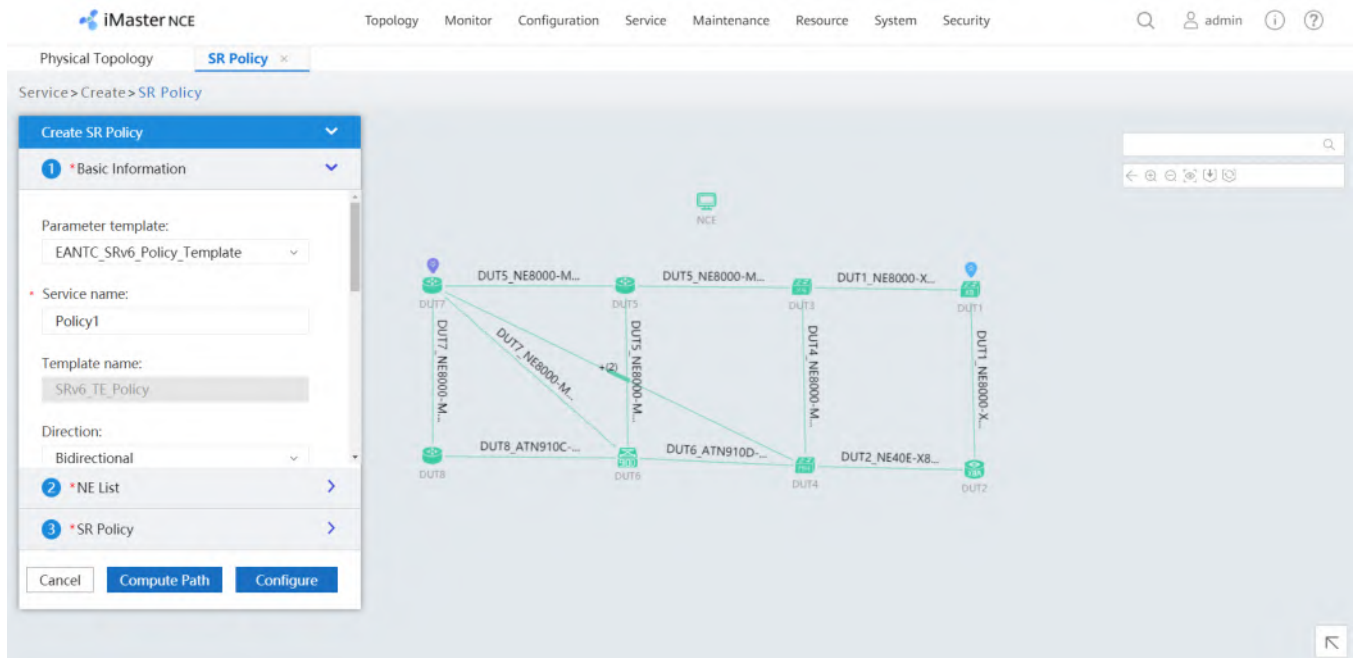 iMaster NCE
Topology Monitor Configuration Service Maintenance Resource System Security
admin
Physical Topology SR Policy ×
Service>Create>SR Policy
Create SR Policy
1 *Basic Information
Parameter template:
EANTC_SRv6_Policy_Template
* Service name:
Policy1
Template name:
SRv6_TE_Policy
Direction:
Bidirectional
2 *NE List
3 *SR Policy
Cancel Compute Path Configure
NCE
DUT5_NE8000-M... DUT5_NE8000-M... DUT1_NE8000-X...
DUT7 DUT5 DUT3 DUT1
DUT7_NE8000-M...
DUT7_NE8000-M...
+(2)
DUT5_NE8000-M...
DUT4_NE8000-M...
DUT1_NE8000-X...
DUT8_ATN910C-... DUT6_ATN910D-... DUT2_NE40E-X8...
DUT8 DUT6 DUT4 DUT2